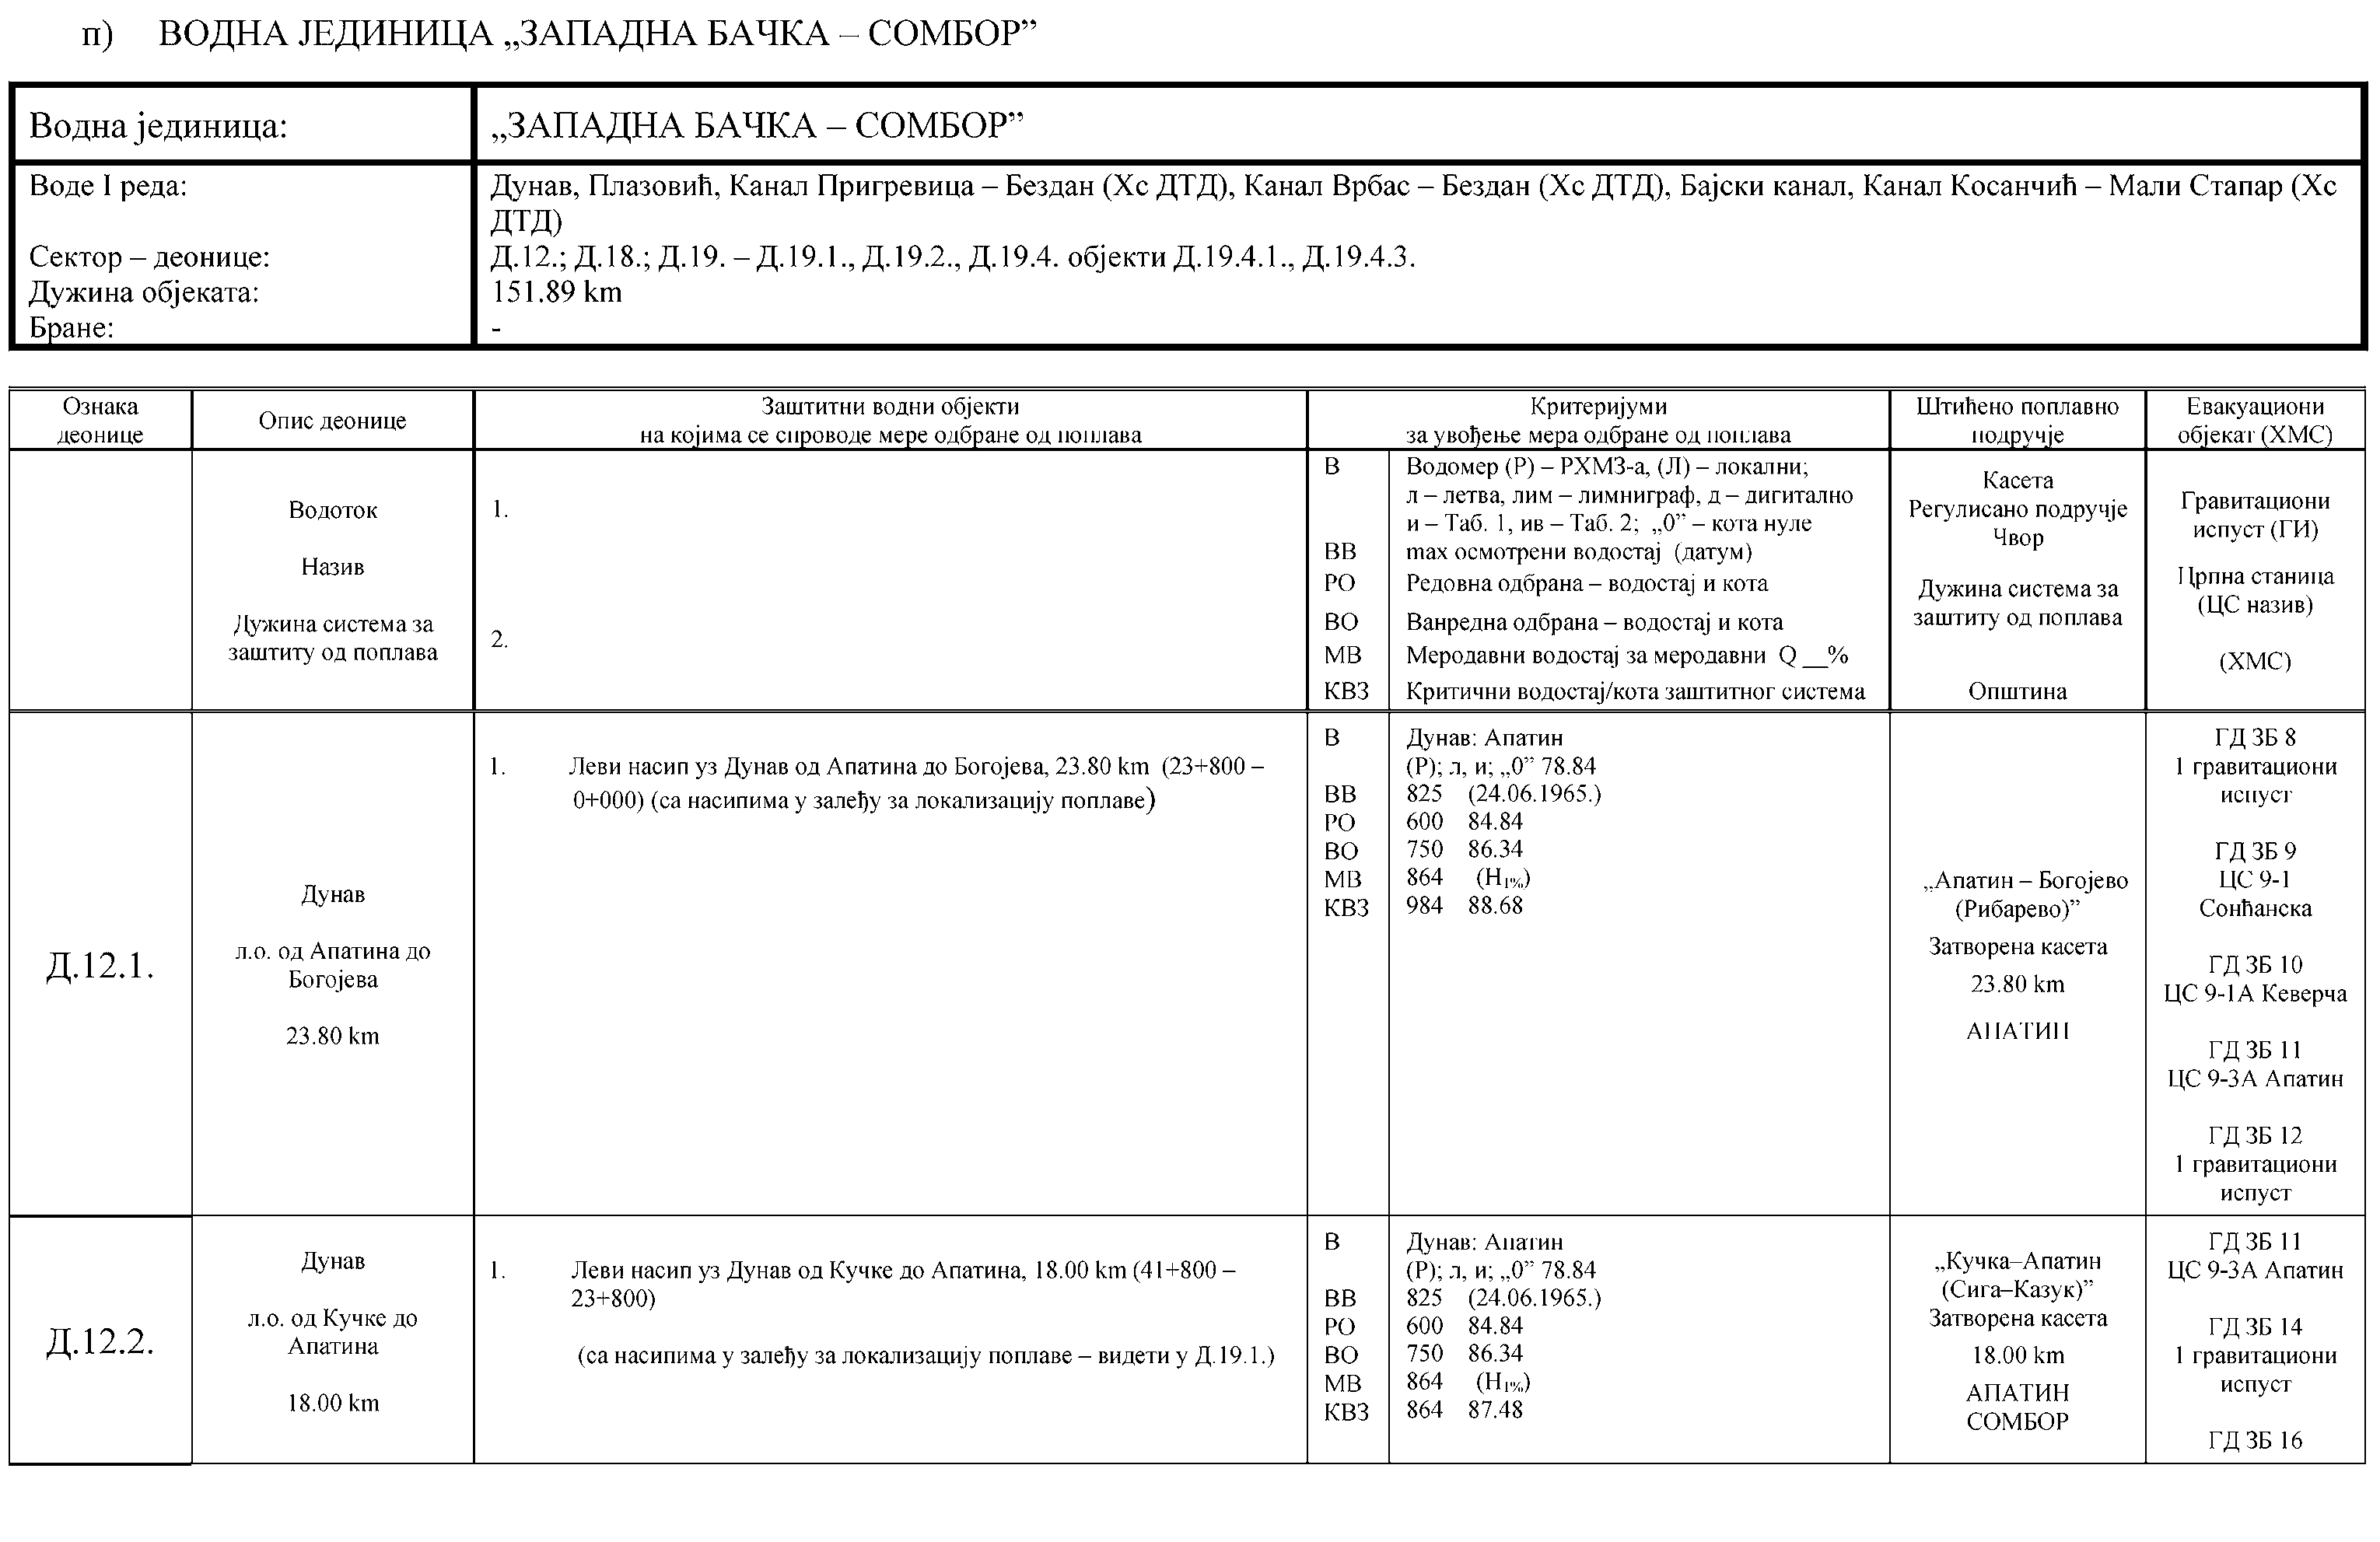 п) ВОДНА ЈЕДИНИЦА „ЗАПАДНА БАЧКА – СОМБОР”
Водна јединица:
„ЗАПАДНА БАЧКА – СОМБОР”
Воде I реда:
Дунав, Плазовић, Канал Пригревица – Бездан (Хс ДТД), Канал Врбас – Бездан (Хс ДТД), Бајски канал, Канал Косанчић – Мали Стапар (Хс
ДТД)
Сектор – деонице:
Д.12.; Д.18.; Д.19. – Д.19.1., Д.19.2., Д.19.4. објекти Д.19.4.1., Д.19.4.3.
Дужина објеката:
151.89 km
Бране:
-
Ознака
деонице
Опис деонице
Заштитни водни објекти
на којима се спроводе мере одбране од поплава
Критеријуми
за увођење мера одбране од поплава
Штићено поплавно
подручје
Евакуациони
објекат (ХМС)
Водоток
Назив
Дужина система за
заштиту од поплава
1.
2.
В Водомер (Р) – РХМЗ-а, (Л) – локални;
л – летва, лим – лимниграф, д – дигитално
и – Таб. 1, ив – Таб. 2; „0” – кота нуле
ВВ max осмотрени водостај (датум)
РО Редовна одбрана – водостај и кота
ВО Ванредна одбрана – водостај и кота
МВ Меродавни водостај за меродавни Q __%
КВЗ Критични водостај/кота заштитног система
Касета
Регулисано подручје
Чвор
Дужина система за
заштиту од поплава
Општина
Гравитациони
испуст (ГИ)
Црпна станица
(ЦС назив)
(ХМС)
Д.12.1.
Дунав
л.о. од Апатина до
Богојева
23.80 km
1. Леви насип уз Дунав од Апатина до Богојева, 23.80 km (23+800 –
0+000) (са насипима у залеђу за локализацију поплаве)
В Дунав: Апатин
(Р); л, и; „0” 78.84
ВВ 825 (24.06.1965.)
РО 600 84.84
ВО 750 86.34
МВ 864 (H1%)
КВЗ 984 88.68
„Апатин – Богојево
(Рибарево)”
Затворена касета
23.80 km
АПАТИН
ГД ЗБ 8
1 гравитациони
испуст
ГД ЗБ 9
ЦС 9-1
Сонћанска
ГД ЗБ 10
ЦС 9-1А Кеверча
ГД ЗБ 11
ЦС 9-3А Апатин
ГД ЗБ 12
1 гравитациони
испуст
Д.12.2.
Дунав
л.о. од Кучке до
Апатина
18.00 km
1. Леви насип уз Дунав од Кучке до Апатина, 18.00 km (41+800 –
23+800)
(са насипима у залеђу за локализацију поплаве – видети у Д.19.1.)
В Дунав: Апатин
(Р); л, и; „0” 78.84
ВВ 825 (24.06.1965.)
РО 600 84.84
ВО 750 86.34
МВ 864 (H1%)
КВЗ 864 87.48
„Кучка–Апатин
(Сига–Казук)”
Затворена касета
18.00 km
АПАТИН
СОМБОР
ГД ЗБ 11
ЦС 9-3А Апатин
ГД ЗБ 14
1 гравитациони
испуст
ГД ЗБ 16